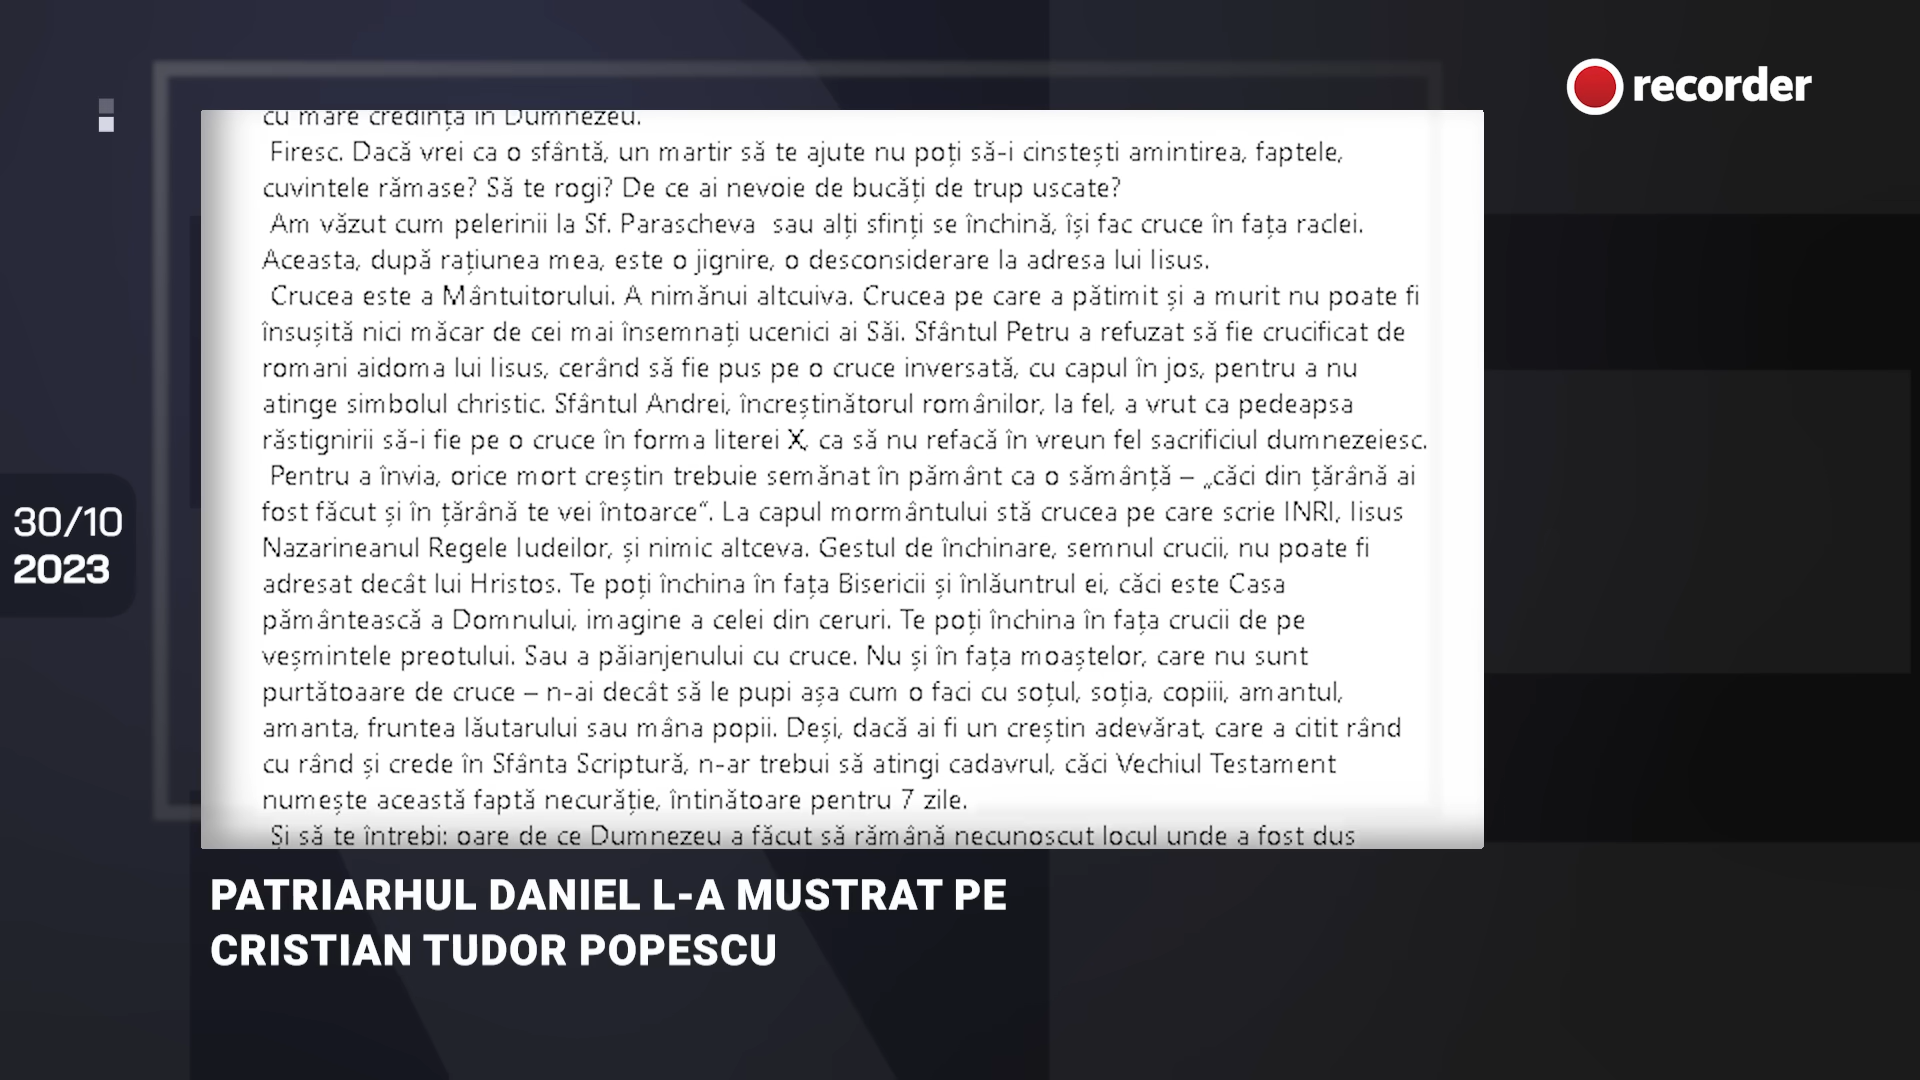 recorder
cu mare credința în Dumnezeu.
Firesc. Dacă vrei ca o sfântă, un martir să te ajute nu poți să-i cinstești amintirea, faptele,
cuvintele rămase? Să te rogi? De ce ai nevoie de bucăți de trup uscate?
Am văzut cum pelerinii la Sf. Parascheva sau alți sfinți se închină, își fac cruce în fața raclei.
Aceasta, după rațiunea mea, este o jignire, o desconsiderare la adresa lui Iisus.
Crucea este a Mântuitorului. A nimănui altcuiva. Crucea pe care a pătimit și a murit nu poate fi
însușită nici măcar de cei mai însemnați ucenici ai Săi. Sfântul Petru a refuzat să fie crucificat de
romani aidoma lui Iisus, cerând să fie pus pe o cruce inversată, cu capul în jos, pentru a nu
atinge simbolul christic. Sfântul Andrei, încreștinătorul românilor, la fel, a vrut ca pedeapsa
răstignirii să-i fie pe o cruce în forma literei X, ca să nu refacă în vreun fel sacrificiul dumnezeiesc.
Pentru a învia, orice mort creștin trebuie semănat în pământ ca o sămânță – „căci din țărână ai
fost făcut și în țărână te vei întoarce“. La capul mormântului stă crucea pe care scrie INRI, Iisus
Nazarineanul Regele Iudeilor, și nimic altceva. Gestul de închinare, semnul crucii, nu poate fi
adresat decât lui Hristos. Te poți închina în fața Bisericii și înlăuntrul ei, căci este Casa
pământească a Domnului, imagine a celei din ceruri. Te poți închina în fața crucii de pe
veșmintele preotului. Sau a păianjenului cu cruce. Nu și în fața moaștelor, care nu sunt
purtătoaare de cruce – n-ai decât să le pupi așa cum o faci cu soțul, soția, copiii, amantul,
amanta, fruntea lăutarului sau mâna popii. Deși, dacă ai fi un creștin adevărat, care a citit rând
cu rând și crede în Sfânta Scriptură, n-ar trebui să atingi cadavrul, căci Vechiul Testament
numește această faptă necurăție, întinătoare pentru 7 zile.
Și să te întrebi: oare de ce Dumnezeu a făcut să rămână necunoscut locul unde a fost dus
30/10
2023
PATRIARHUL DANIEL L-A MUSTRAT PE
CRISTIAN TUDOR POPESCU